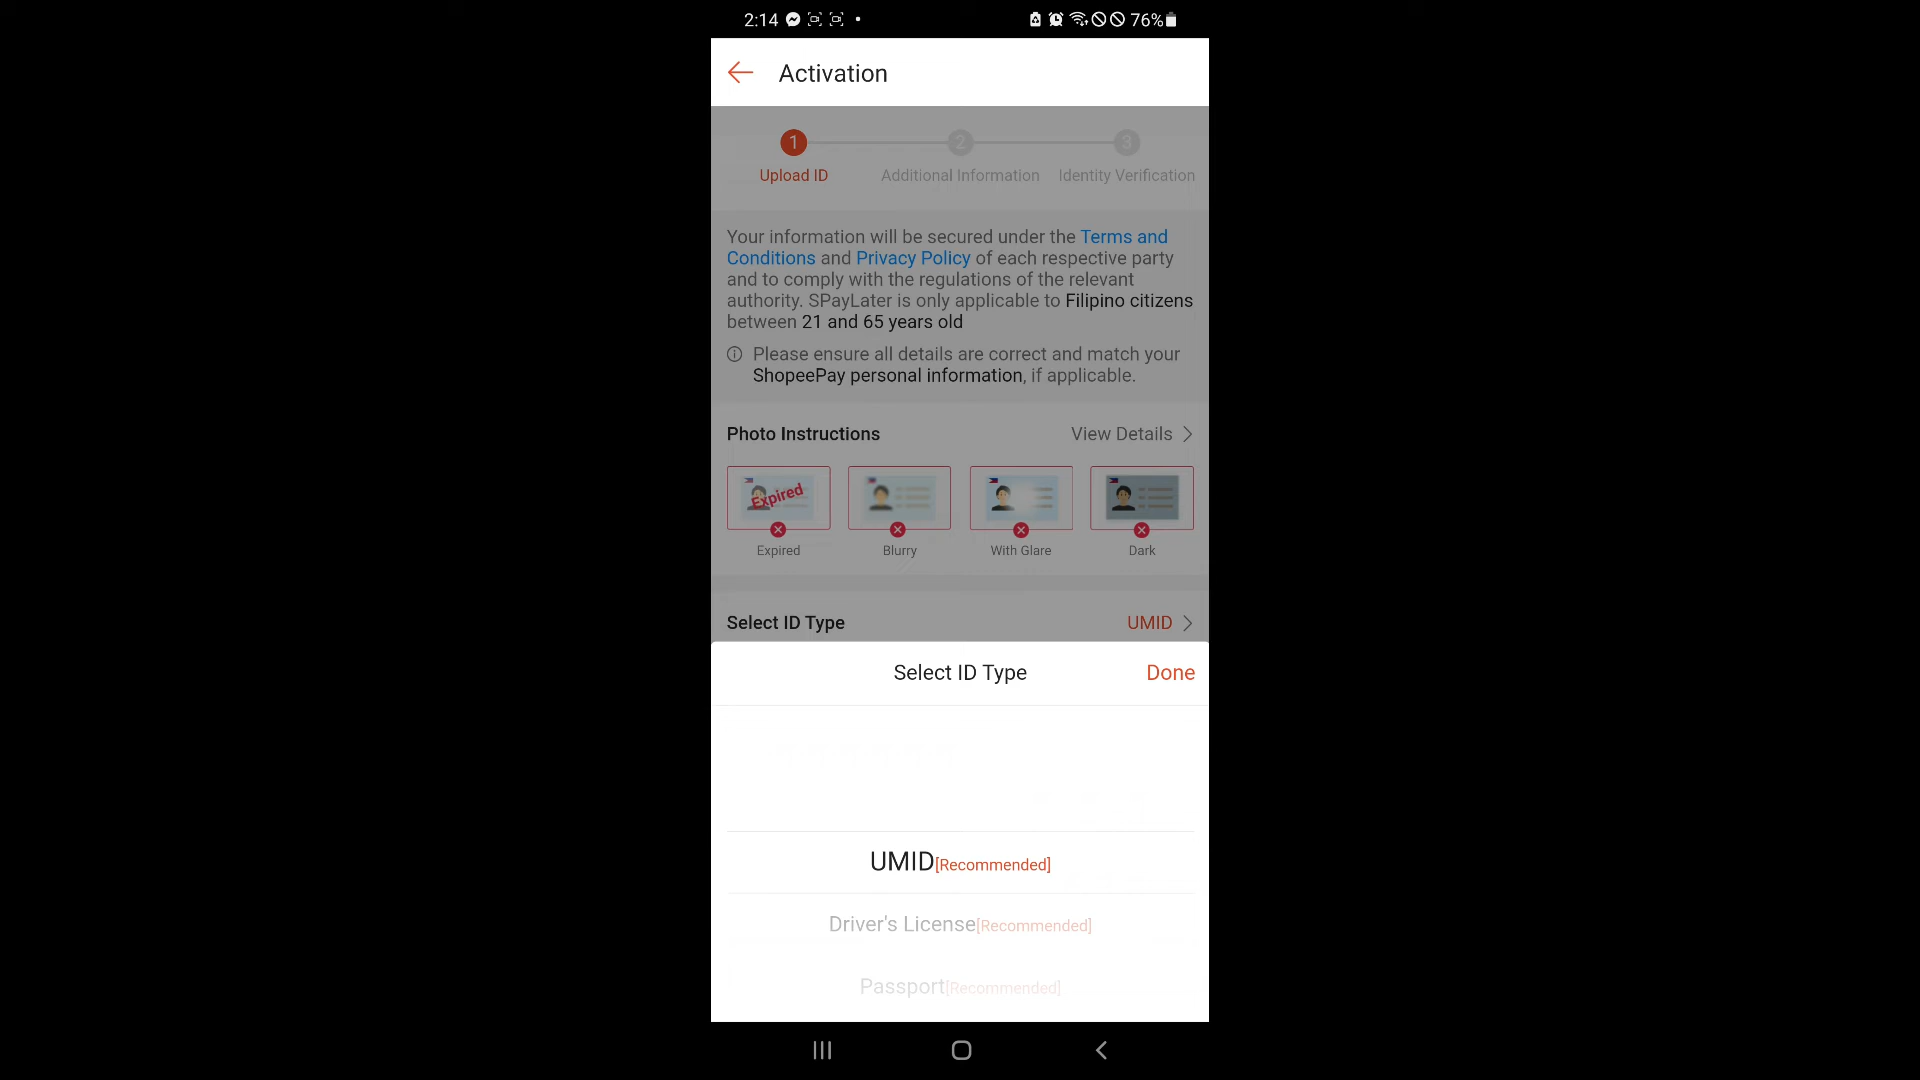 2:14
76%
Activation
1
2
3
Upload ID
Additional Information
Identity Verification
Your information will be secured under the Terms and
Conditions and Privacy Policy of each respective party
and to comply with the regulations of the relevant
authority. SPayLater is only applicable to Filipino citizens
between 21 and 65 years old
Please ensure all details are correct and match your
ShopeePay personal information, if applicable.
Photo Instructions
View Details
Expired
Expired
Blurry
With Glare
Dark
Select ID Type
UMID
Select ID Type
Done
UMID[Recommended]
Driver's License[Recommended]
Passport[Recommended]